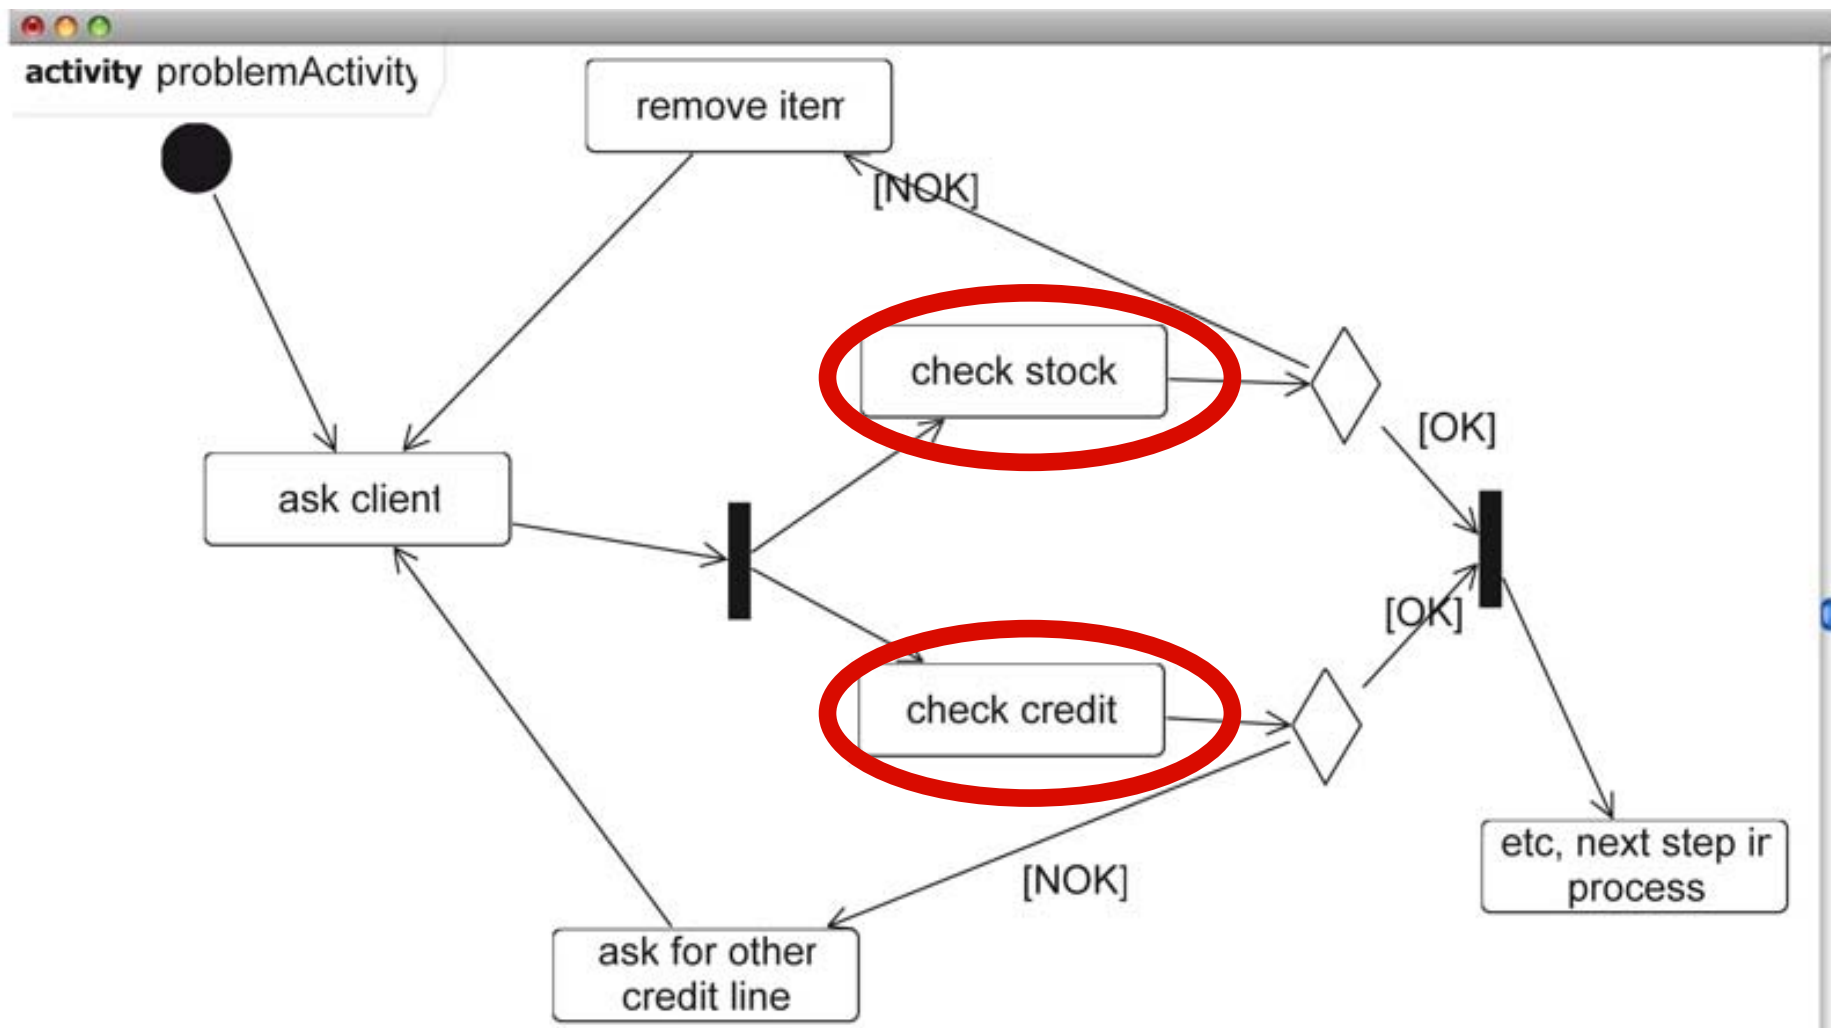 activity problemActivity
remove item
[NOK]
check stock
[OK]
ask client
[OK]
check credit
etc, next step in
process
[NOK]
ask for other
credit line